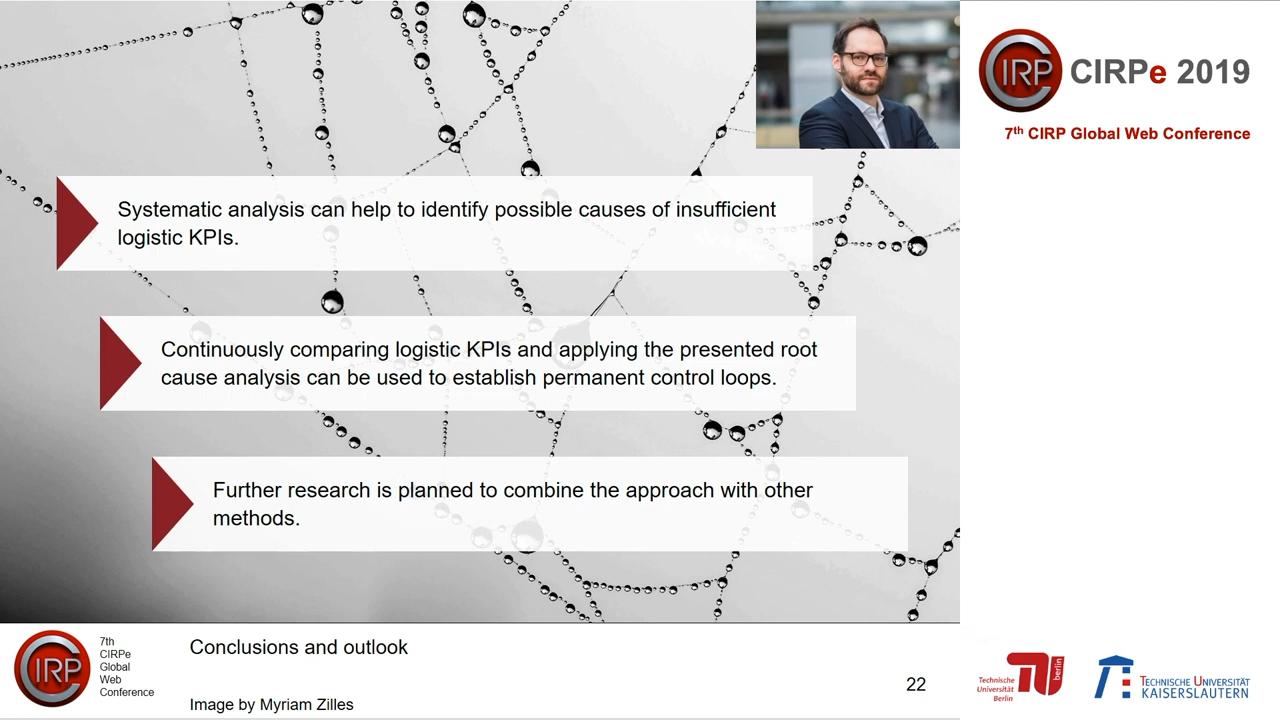 CIRP
CIRPe 2019
7th CIRP Global Web Conference
Systematic analysis can help to identify possible causes of insufficient
logistic KPIs.
Continuously comparing logistic KPIs and applying the presented root
cause analysis can be used to establish permanent control loops.
Further research is planned to combine the approach with other
methods.
CIRP
7th
CIRPe
Global
Web
Conference
Conclusions and outlook
Image by Myriam Zilles
22
Technische
Universität
Berlin
berlin
TECHNISCHE UNIVERSITÄT
KAISERSLAUTERN